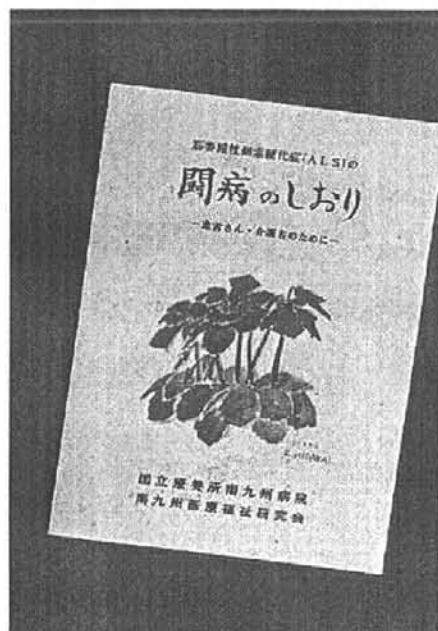 筋萎縮性側索硬化症(ALS)の
闘病のしおり
―患者さん・介護者のために―
国立療養所南九州病院
南九州医療福祉研究会